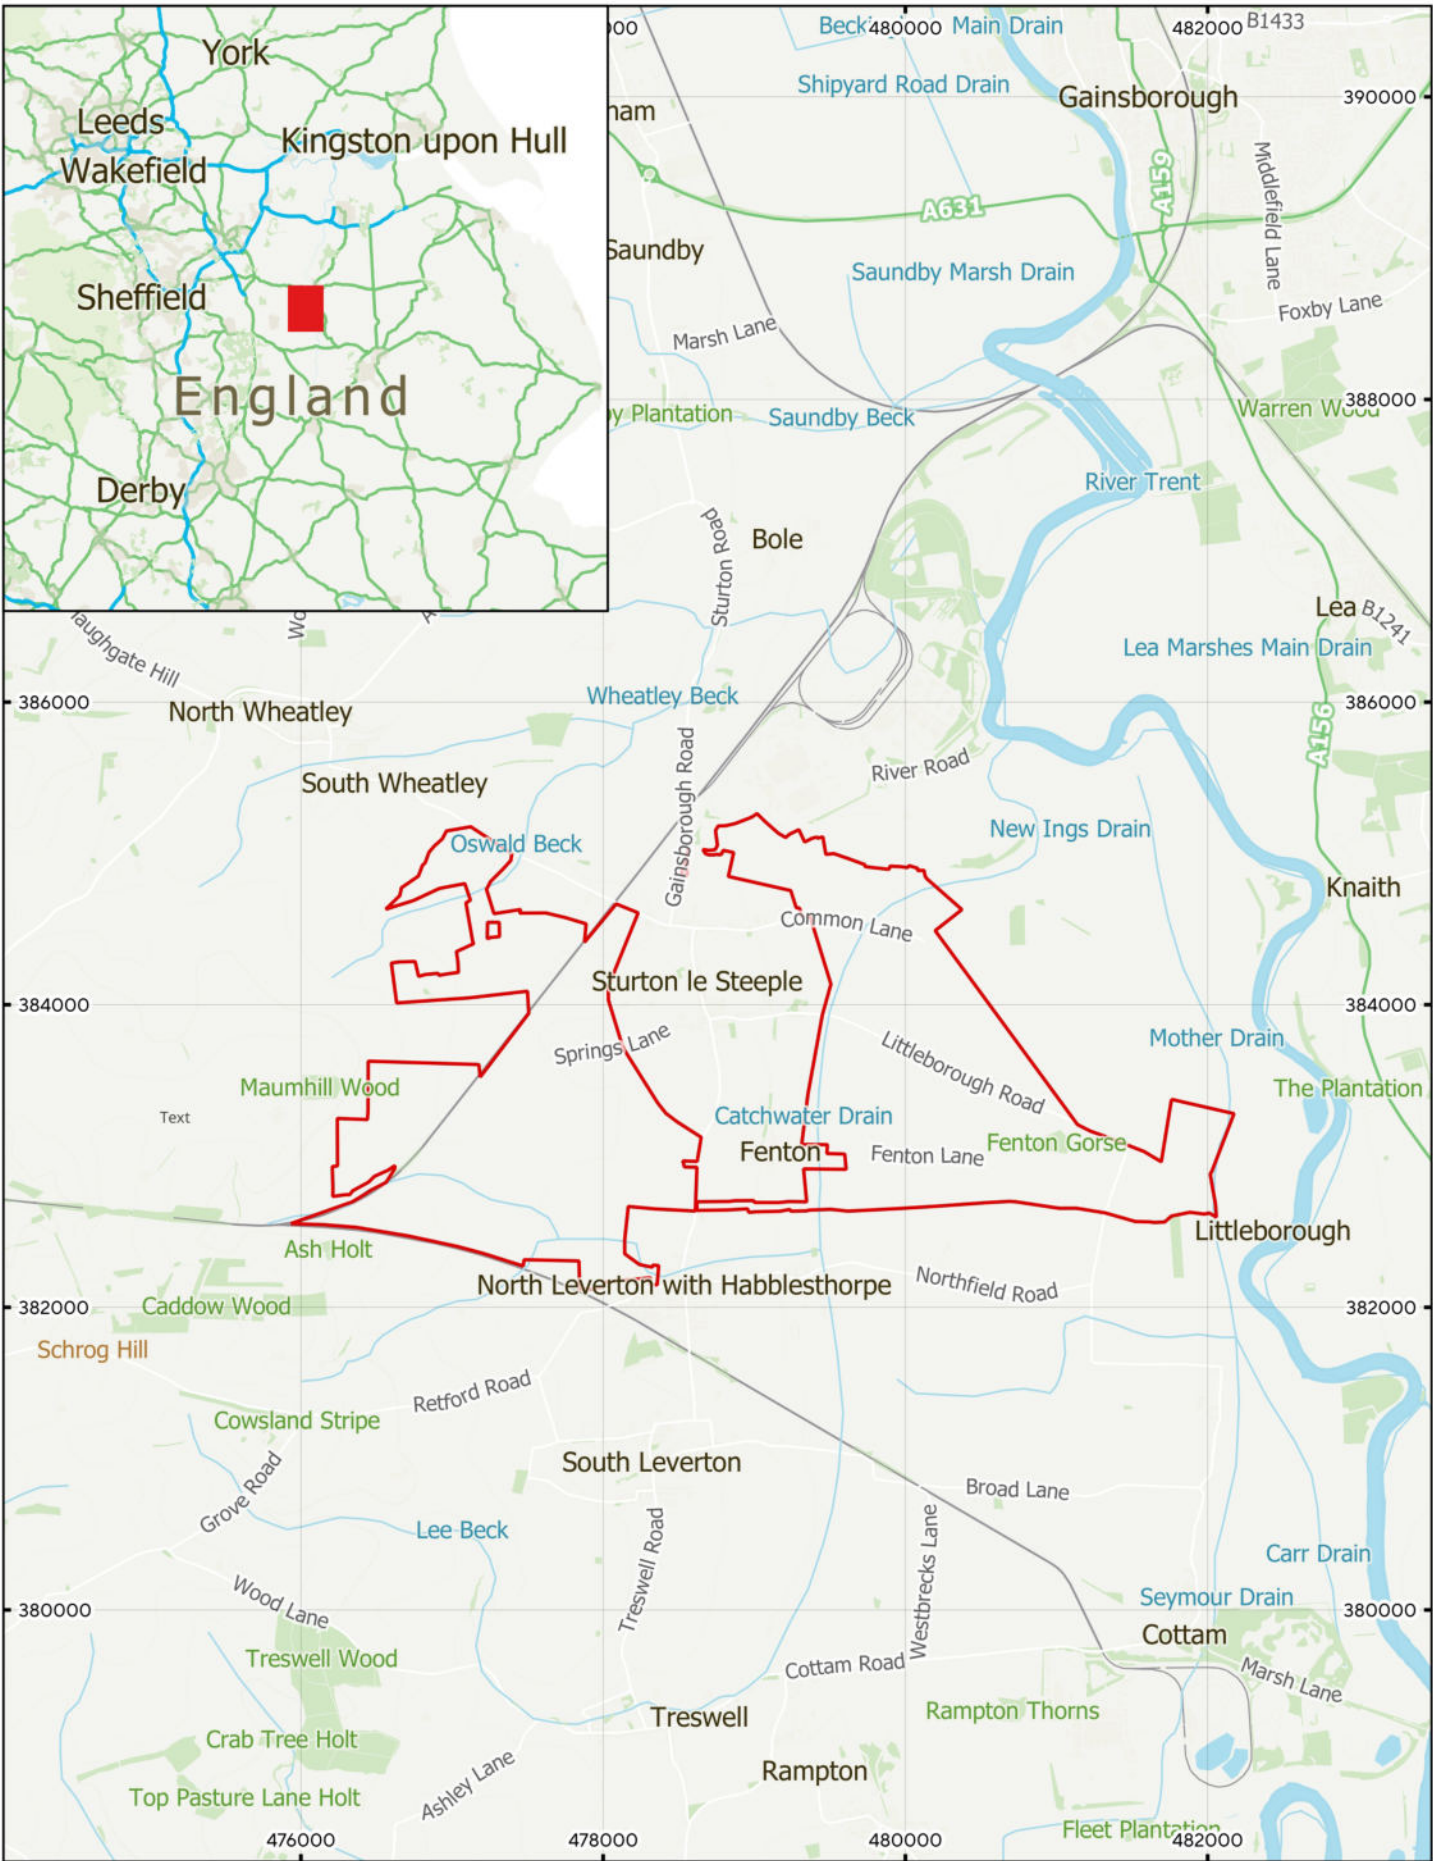 York
Leeds
Wakefield
Kingston upon Hull
Sheffield
England
Derby
000
480000
482000
B1433
Beck
Main Drain
Shipyard Road Drain
Gainsborough
390000
ham
A159
Middlefield Lane
A631
Saundby
Saundby Marsh Drain
Foxby Lane
Marsh Lane
388000
by Plantation
Saundby Beck
Warren Wood
River Trent
Sturton Road
Bole
Lea
B1241
Wo
A
laughgate Hill
Lea Marshes Main Drain
386000
North Wheatley
Wheatley Beck
386000
A156
Gainsborough Road
River Road
South Wheatley
Oswald Beck
New Ings Drain
Knaith
Common Lane
Sturton le Steeple
384000
384000
Springs Lane
Littleborough Road
Mother Drain
Maumhill Wood
The Plantation
Text
Catchwater Drain
Fenton
Fenton Lane
Fenton Gorse
Littleborough
Ash Holt
North Leverton with Habblesthorpe
Northfield Road
Caddow Wood
382000
382000
Schrog Hill
Retford Road
Cowsland Stripe
South Leverton
Broad Lane
Grove Road
Lee Beck
Treswell Road
Westbrecks Lane
Carr Drain
Wood Lane
Seymour Drain
380000
380000
Cottam
Treswell Wood
Cottam Road
Marsh Lane
Rampton Thorns
Treswell
Crab Tree Holt
Rampton
Ashley Lane
Top Pasture Lane Holt
Fleet Plantation
476000
478000
480000
482000